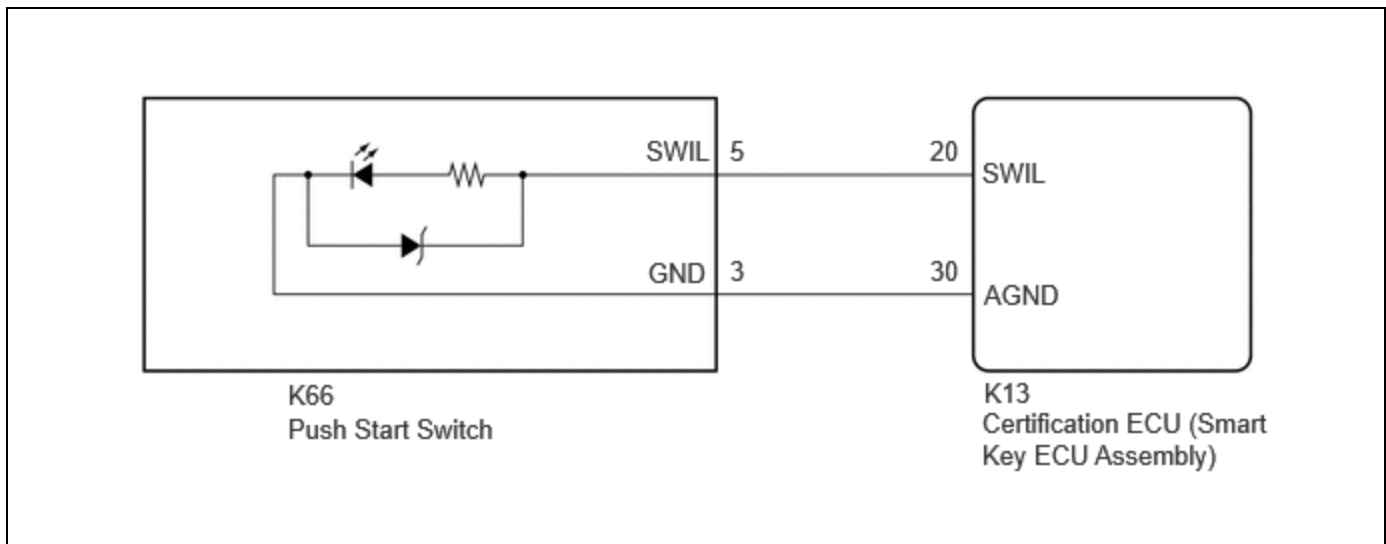 SWIL 5 20
SWIL
GND 3 30
AGND
K66
Push Start Switch
K13
Certification ECU (Smart
Key ECU Assembly)